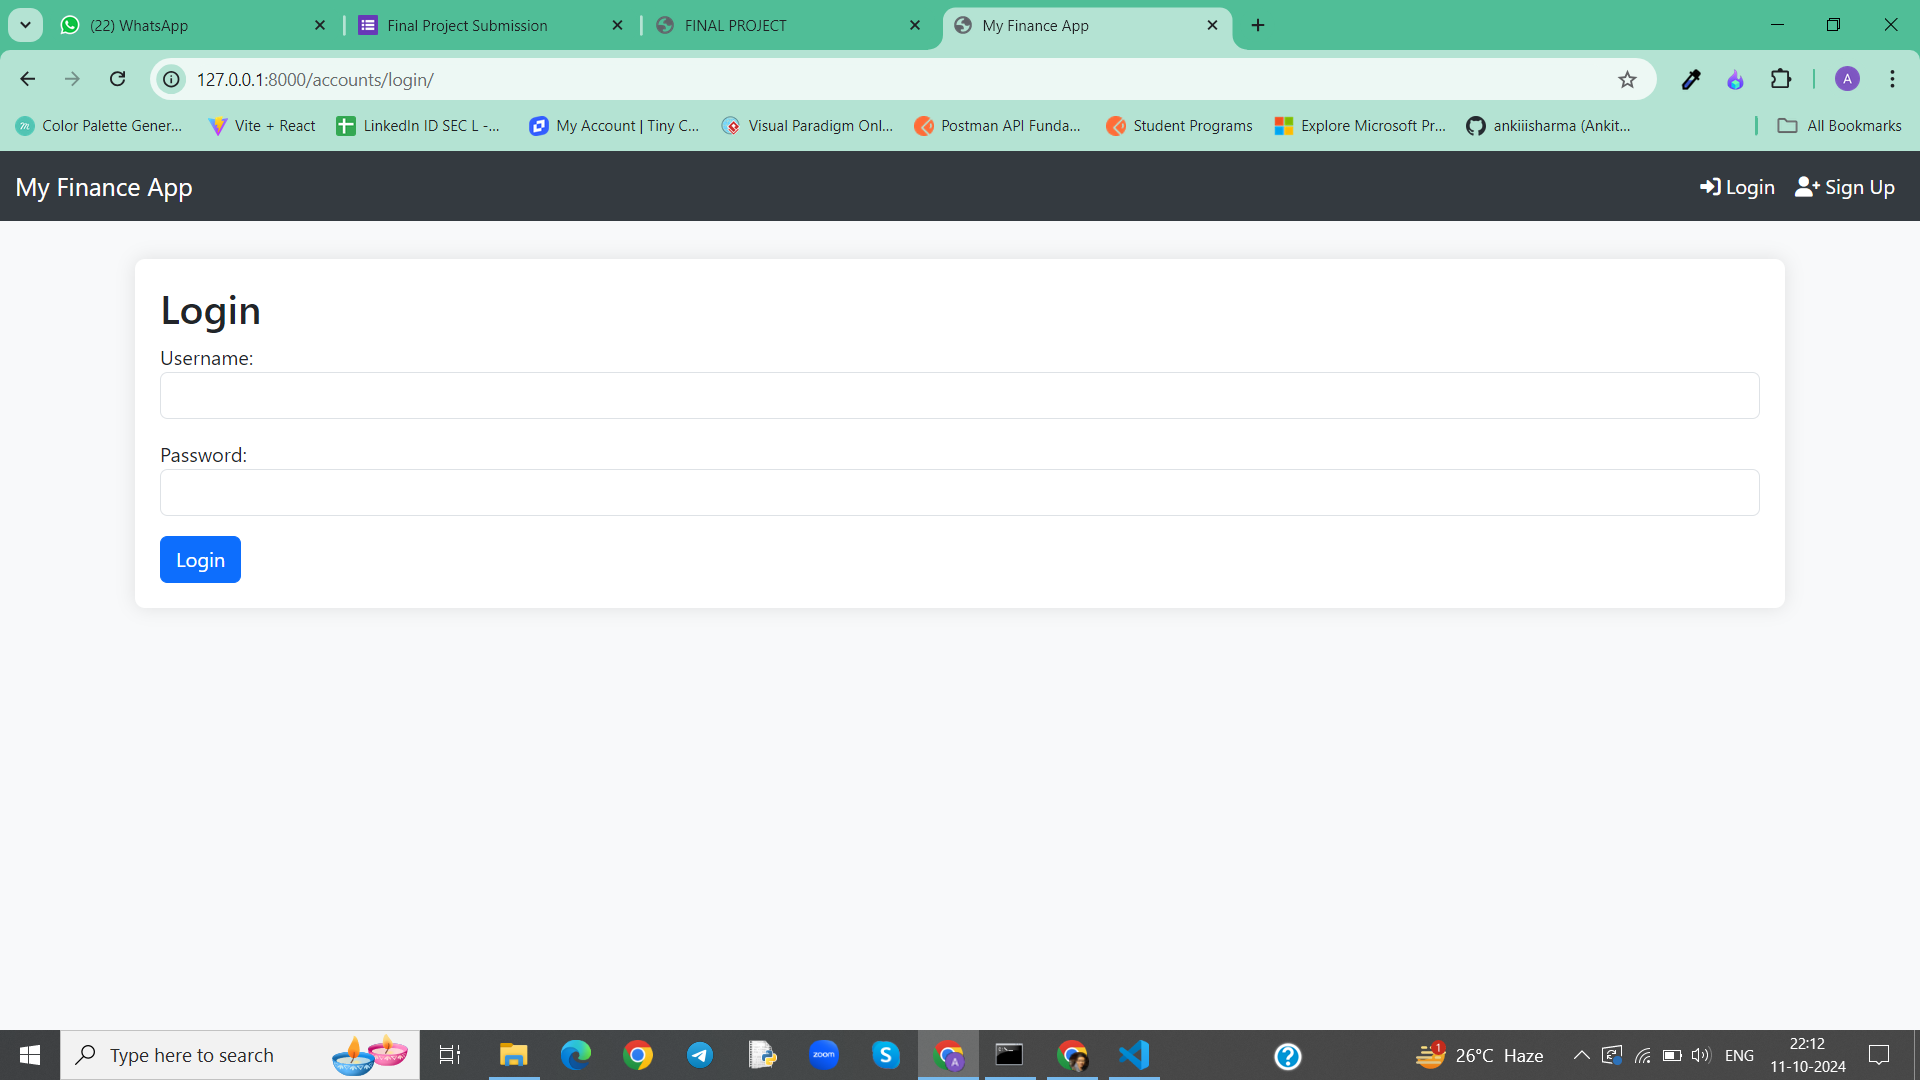 (22) WhatsApp
Final Project Submission
FINAL PROJECT
My Finance App
127.0.0.1:8000/accounts/login/
A
Color Palette Gener...
Vite + React
LinkedIn ID SEC L -...
My Account | Tiny C...
Visual Paradigm Onl...
Postman API Funda...
Student Programs
Explore Microsoft Pr...
ankiiisharma (Ankit...
All Bookmarks
My Finance App
Login
Sign Up
Login
Username:
Password:
Login
Type here to search
zoom
S
A
?
1
26°C Haze
ENG
22:12
11-10-2024